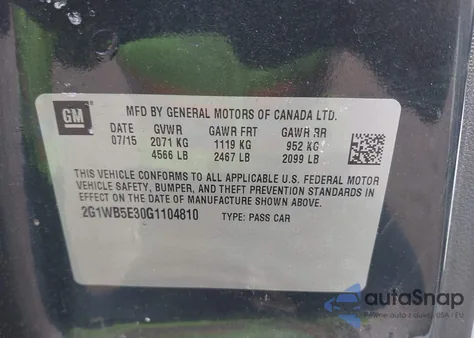 GM
MFD BY GENERAL MOTORS OF CANADA LTD.
DATE GVWR GAWR FRT GAWR RR
07/15 2071 KG 1119 KG 952 KG
4566 LB 2467 LB 2099 LB
THIS VEHICLE CONFORMS TO ALL APPLICABLE U.S. FEDERAL MOTOR
VEHICLE SAFETY, BUMPER, AND THEFT PREVENTION STANDARDS IN
EFFECT ON THE DATE OF MANUFACTURE SHOWN ABOVE.
2G1WB5E30G1104810 TYPE: PASS CAR
autoSnap